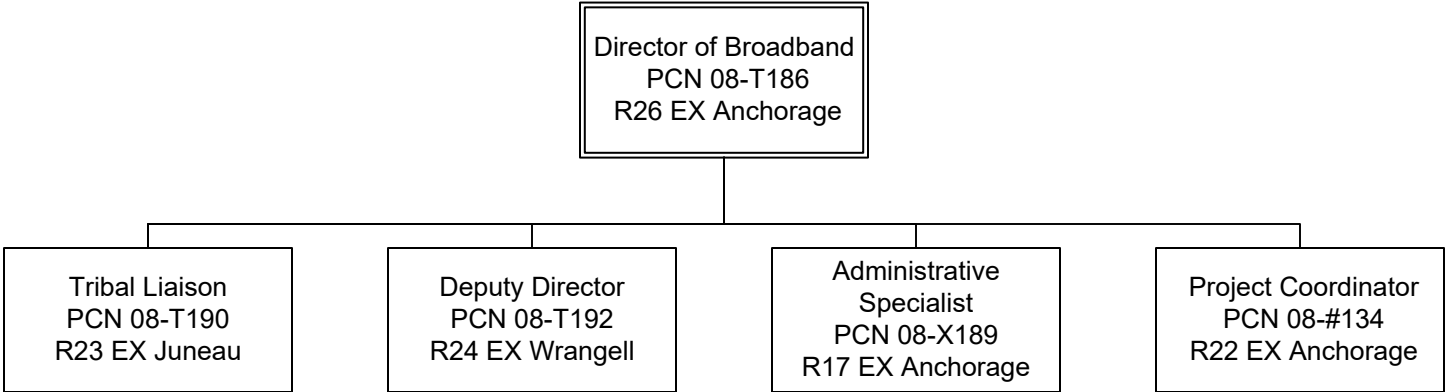 Director of Broadband
PCN 08-T186
R26 EX Anchorage
Tribal Liaison
PCN 08-T190
R23 EX Juneau
Deputy Director
PCN 08-T192
R24 EX Wrangell
Administrative
Specialist
PCN 08-X189
R17 EX Anchorage
Project Coordinator
PCN 08-#134
R22 EX Anchorage